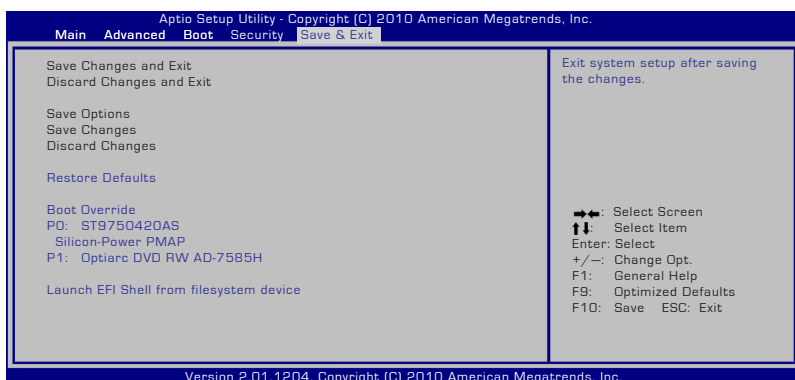 Aptio Setup Utility - Copyright (C) 2010 American Megatrends, Inc.
Main Advanced Boot Security Save & Exit
Save Changes and Exit
Discard Changes and Exit
Save Options
Save Changes
Discard Changes
Restore Defaults
Boot Override
P0: ST9750420AS
Silicon-Power PMAP
P1: Optiarc DVD RW AD-7585H
Launch EFI Shell from filesystem device
Exit system setup after saving
the changes.
→←: Select Screen
↑↓: Select Item
Enter: Select
+/—: Change Opt.
F1: General Help
F9: Optimized Defaults
F10: Save ESC: Exit
Version 2.01.1204. Copyright (C) 2010 American Megatrends, Inc.